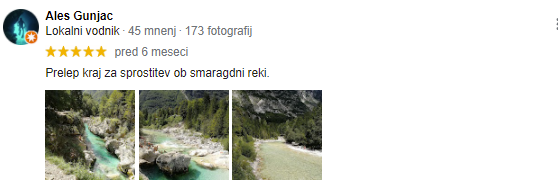 Ales Gunjac
Lokalni vodnik · 45 mnenj · 173 fotografij
pred 6 meseci
Prelep kraj za sprostitev ob smaragdni reki.